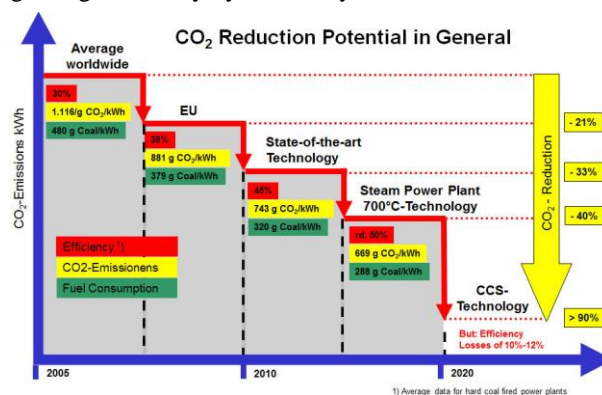 CO2 Reduction Potential in General
Average
worldwide
30%
1.116/g CO2/kWh
480 g Coal/kWh
EU
38%
881 g CO2/kWh
379 g Coal/kWh
State-of-the-art
Technology
45%
743 g CO2/kWh
320 g Coal/kWh
Steam Power Plant
700°C-Technology
rd. 50%
669 g CO2/kWh
288 g Coal/kWh
CCS-
Technology
But: Efficiency
Losses of 10%-12%
CO2 - Reduction
- 21%
- 33%
- 40%
> 90%
CO2-Emissions kWh
Efficiency 1)
CO2-Emissionens
Fuel Consumption
2005
2010
2020
1) Average data for hard coal fired power plants